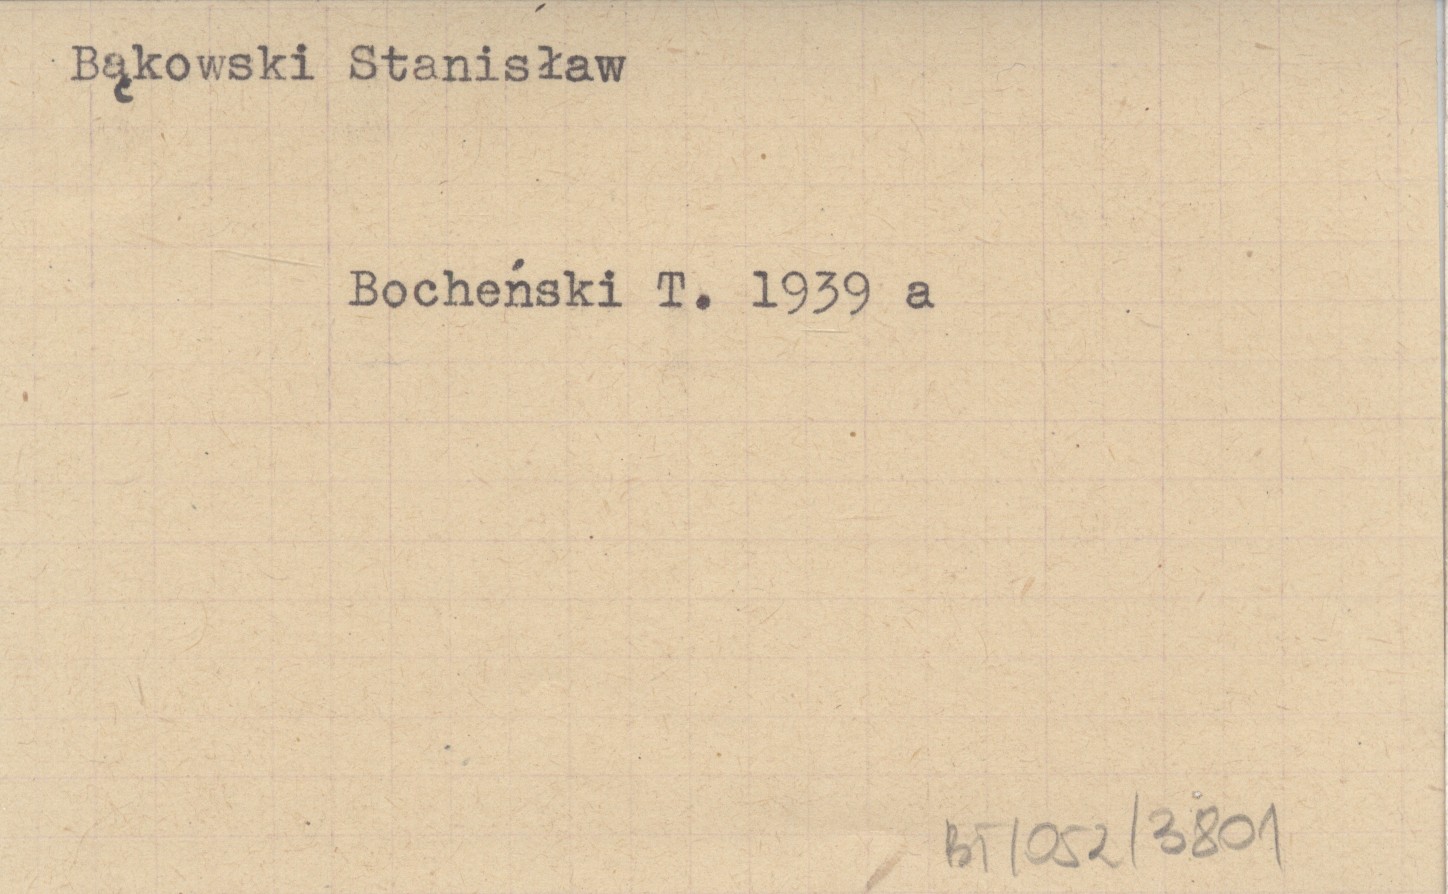 Bąkowski Stanisław
Bocheński T. 1939 a
BT/052/3801